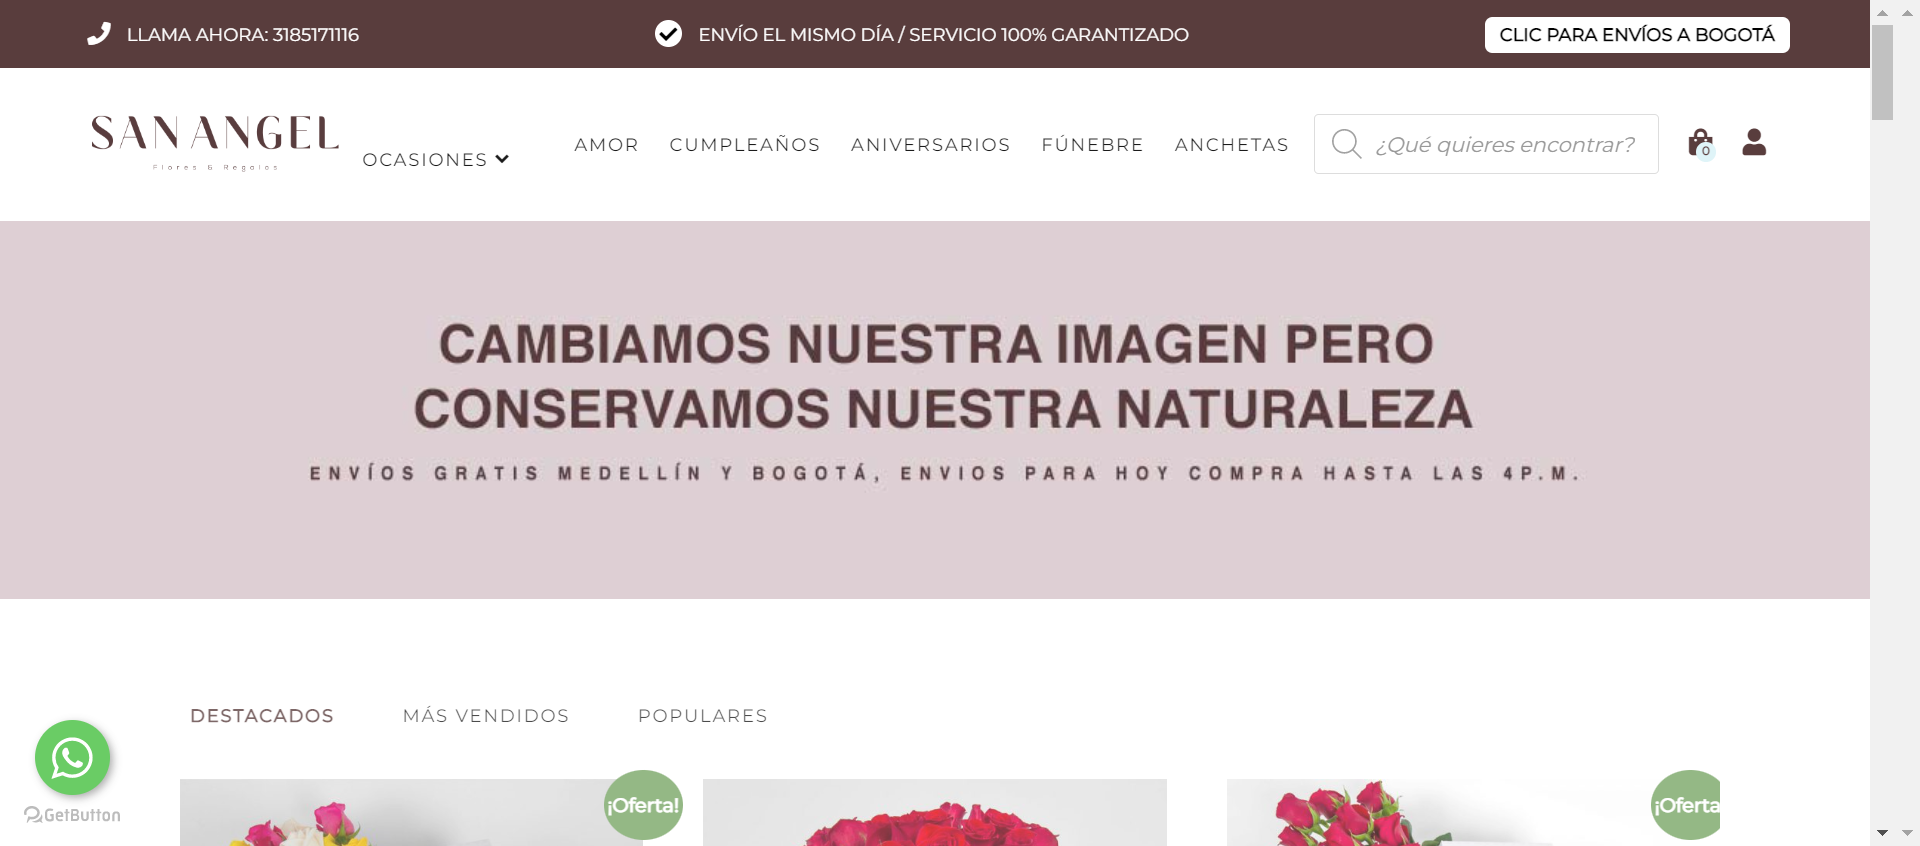 LLAMA AHORA: 3185171116
ENVÍO EL MISMO DÍA / SERVICIO 100% GARANTIZADO
CLIC PARA ENVÍOS A BOGOTÁ
SAN ANGEL
Flores & Regalos
OCASIONES
AMOR
CUMPLEAÑOS
ANIVERSARIOS
FÚNEBRE
ANCHETAS
¿Qué quieres encontrar?
0
CAMBIAMOS NUESTRA IMAGEN PERO
CONSERVAMOS NUESTRA NATURALEZA
ENVÍOS GRATIS MEDELLÍN Y BOGOTÁ, ENVIOS PARA HOY COMPRA HASTA LAS 4P.M.
DESTACADOS
MÁS VENDIDOS
POPULARES
¡Oferta!
¡Oferta
GetButton